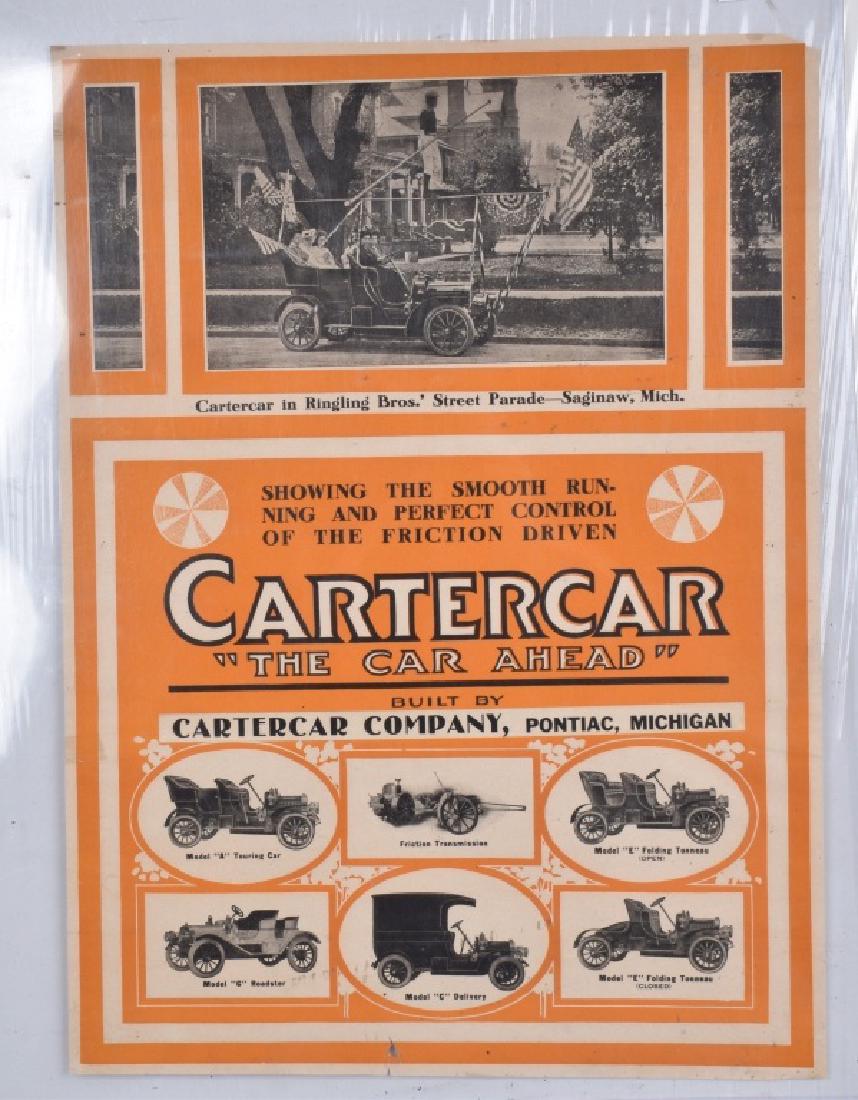 Cartercar in Ringling Bros.' Street Parade—Saginaw, Mich.
SHOWING THE SMOOTH RUN-
NING AND PERFECT CONTROL
OF THE FRICTION DRIVEN
CARTERCAR
"THE CAR AHEAD"
BUILT BY
CARTERCAR COMPANY, PONTIAC, MICHIGAN
Model "A" Touring Car
Friction Transmission
Model "E" Folding Tonneau
(OPEN)
Model "G" Roadster
Model "C" Delivery
Model "E" Folding Tonneau
(CLOSED)